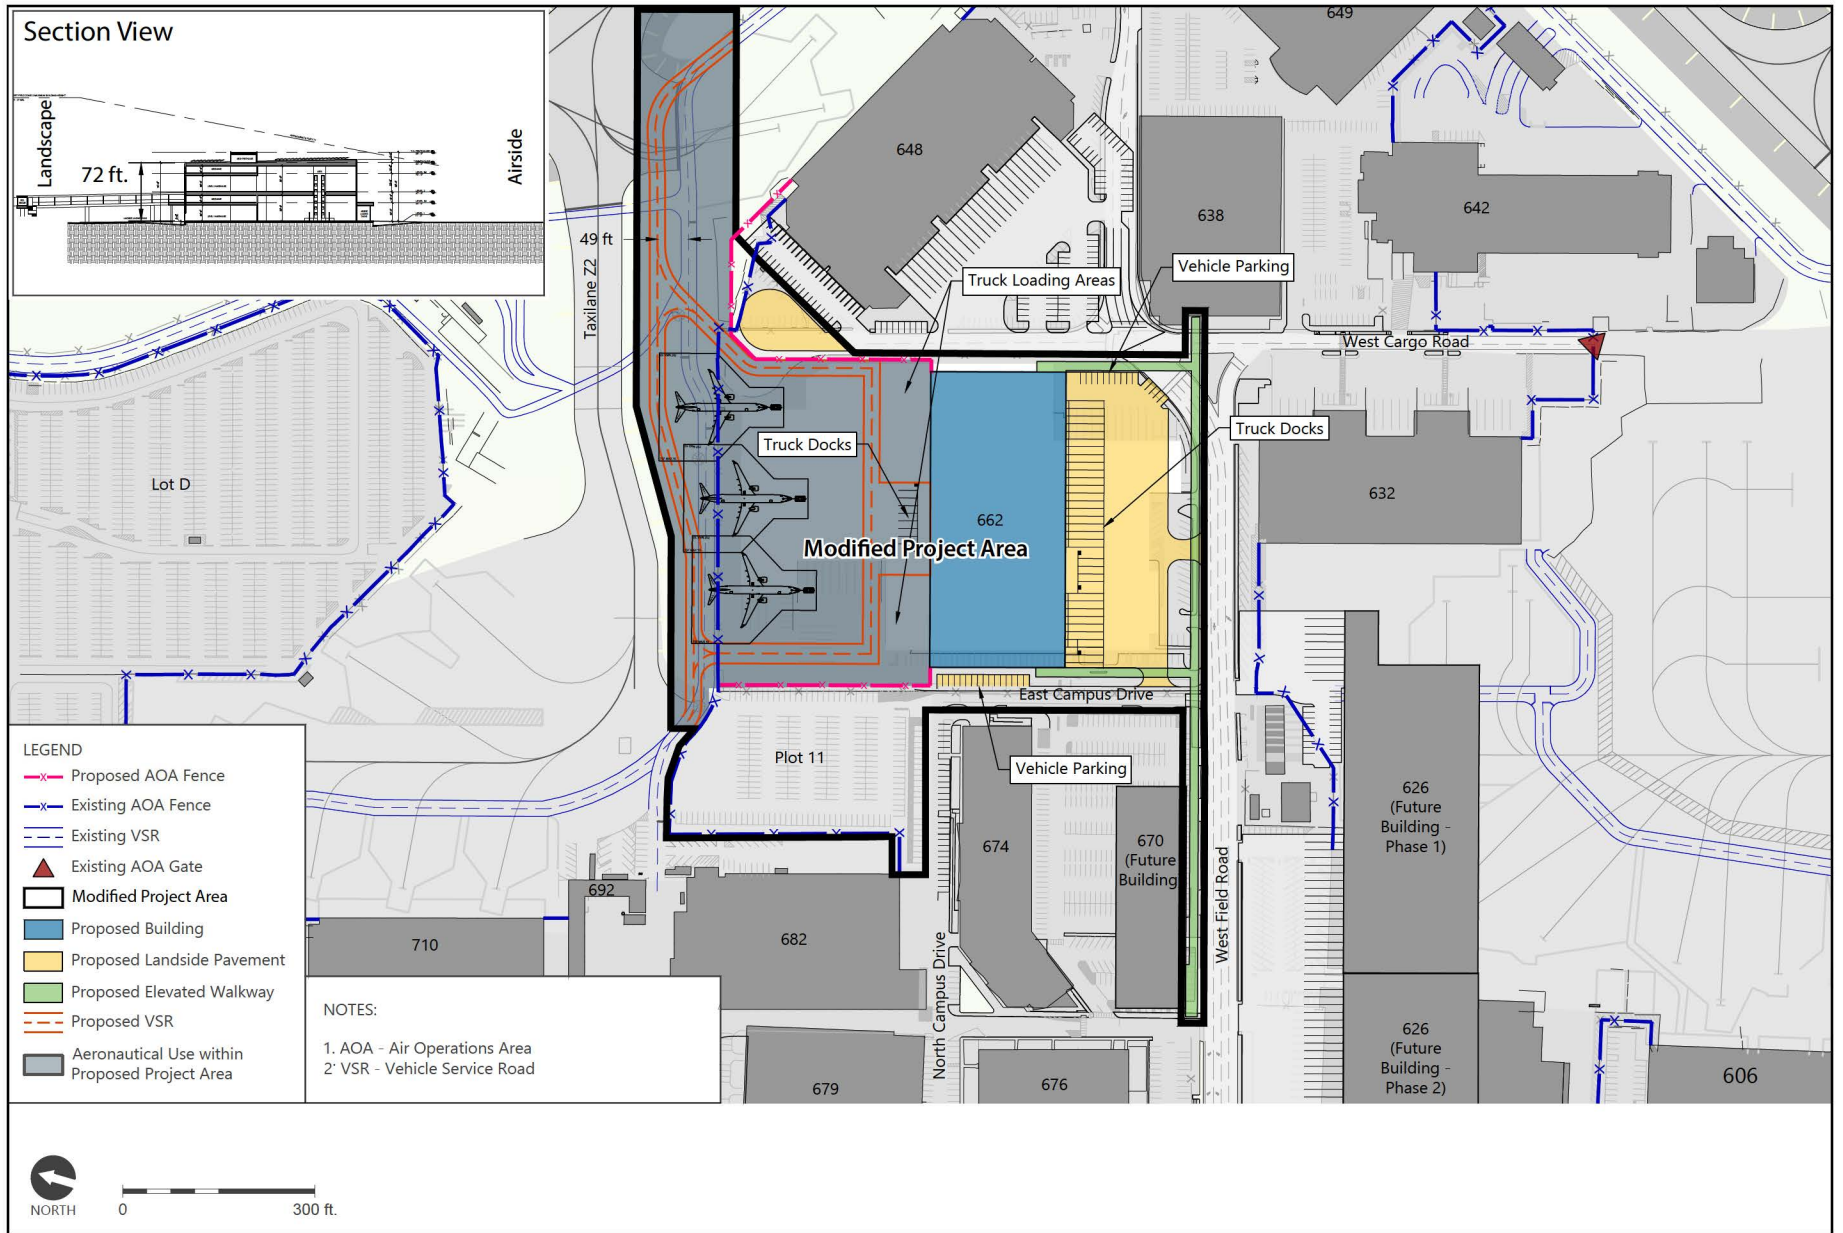 Section View
Landscape
72 ft.
Airside
649
648
638
642
49 ft
Taxilane Z2
Truck Loading Areas
Vehicle Parking
West Cargo Road
Truck Docks
Truck Docks
Lot D
632
662
Modified Project Area
East Campus Drive
Plot 11
Vehicle Parking
626
(Future
Building -
Phase 1)
674
670
(Future
Building)
West Field Road
692
710
682
North Campus Drive
626
(Future
Building -
Phase 2)
679
676
606
LEGEND
Proposed AOA Fence
Existing AOA Fence
Existing VSR
Existing AOA Gate
Modified Project Area
Proposed Building
Proposed Landside Pavement
Proposed Elevated Walkway
Proposed VSR
Aeronautical Use within
Proposed Project Area
NOTES:
1. AOA - Air Operations Area
2. VSR - Vehicle Service Road
NORTH
0
300 ft.